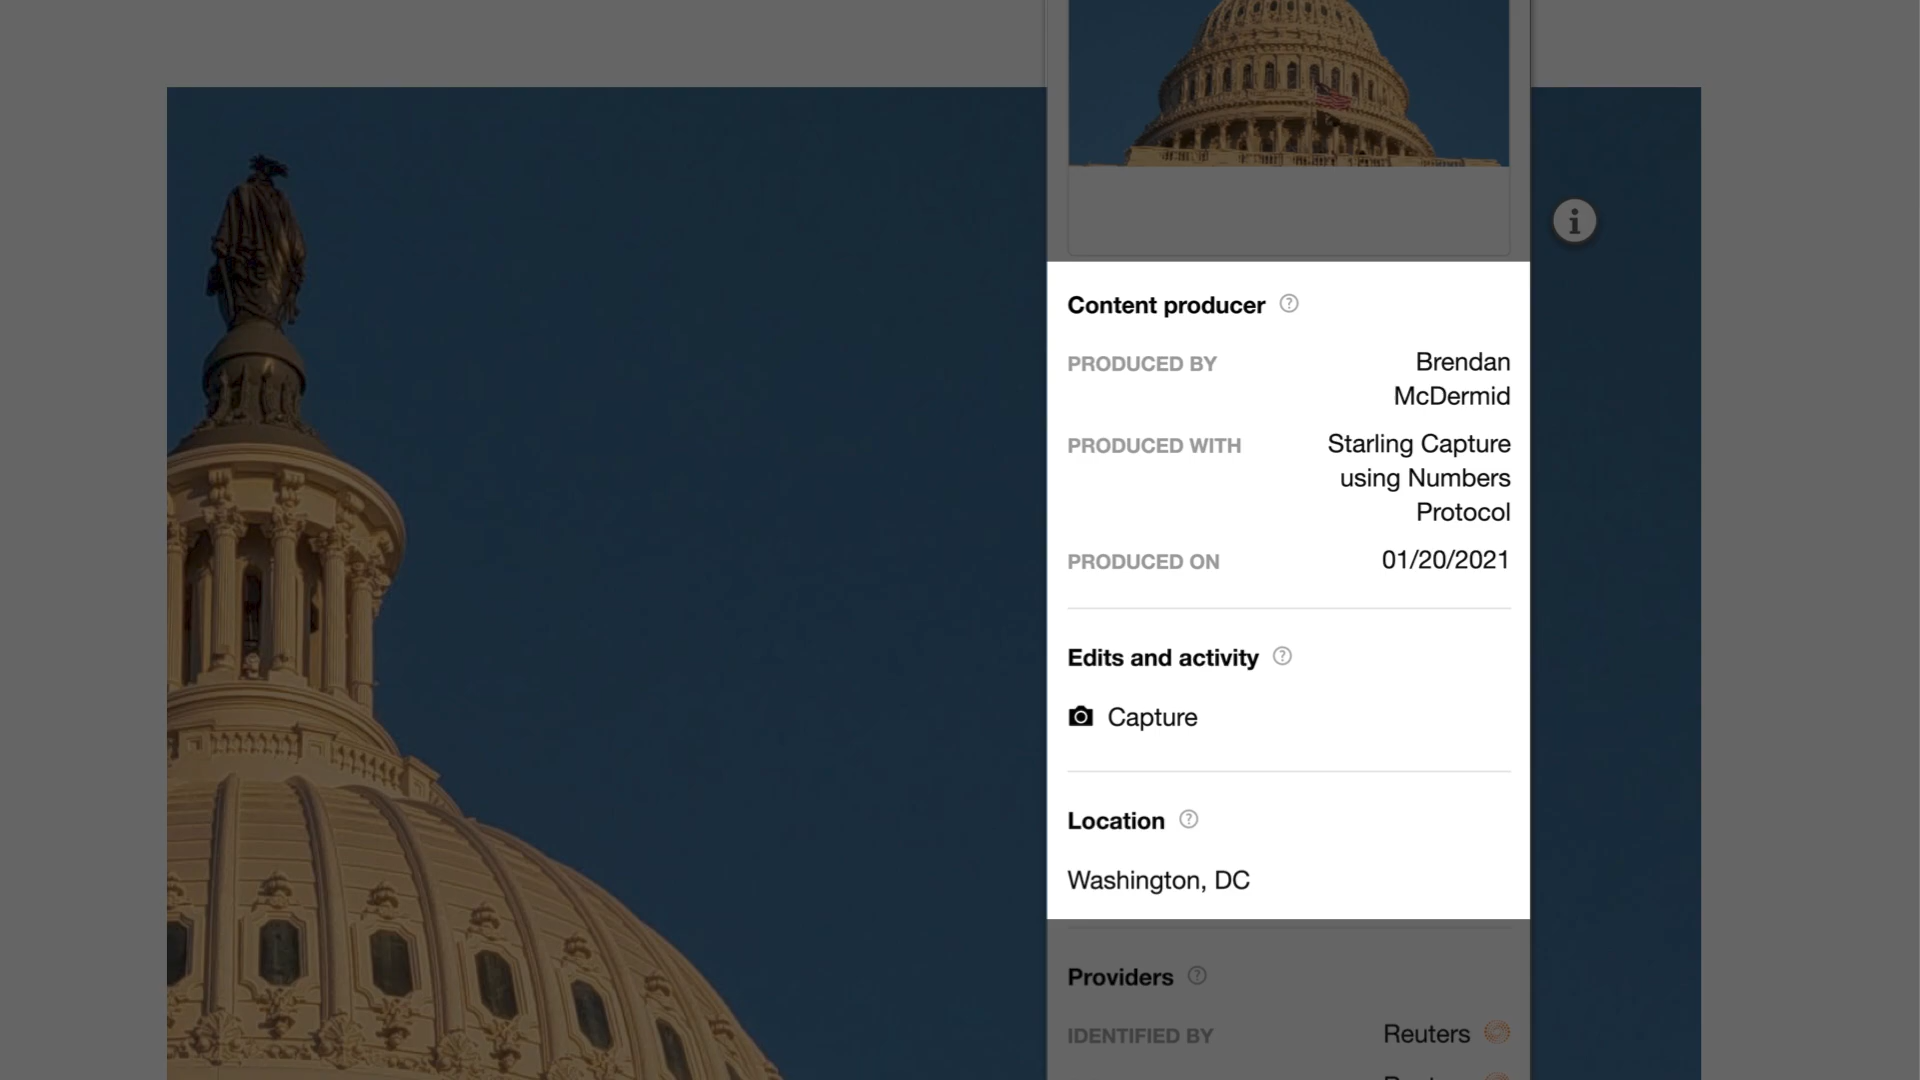 Content producer
PRODUCED BY Brendan
McDermid
PRODUCED WITH Starling Capture
using Numbers
Protocol
PRODUCED ON 01/20/2021
Edits and activity
Capture
Location
Washington, DC
Providers
IDENTIFIED BY Reuters